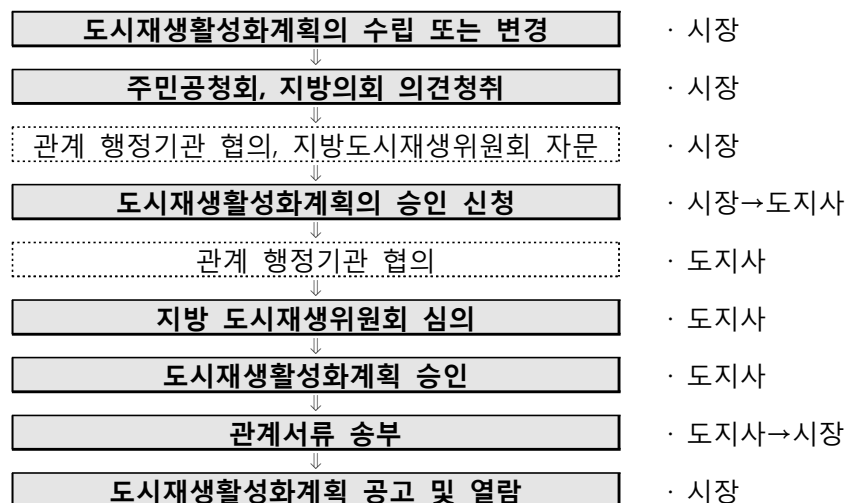 도시재생활성화계획의 수립 또는 변경 · 시장
⇓
주민공청회, 지방의회 의견청취 · 시장
⇓
관계 행정기관 협의, 지방도시재생위원회 자문 · 시장
⇓
도시재생활성화계획의 승인 신청 · 시장→도지사
⇓
관계 행정기관 협의 · 도지사
⇓
지방 도시재생위원회 심의 · 도지사
⇓
도시재생활성화계획 승인 · 도지사
⇓
관계서류 송부 · 도지사→시장
⇓
도시재생활성화계획 공고 및 열람 · 시장